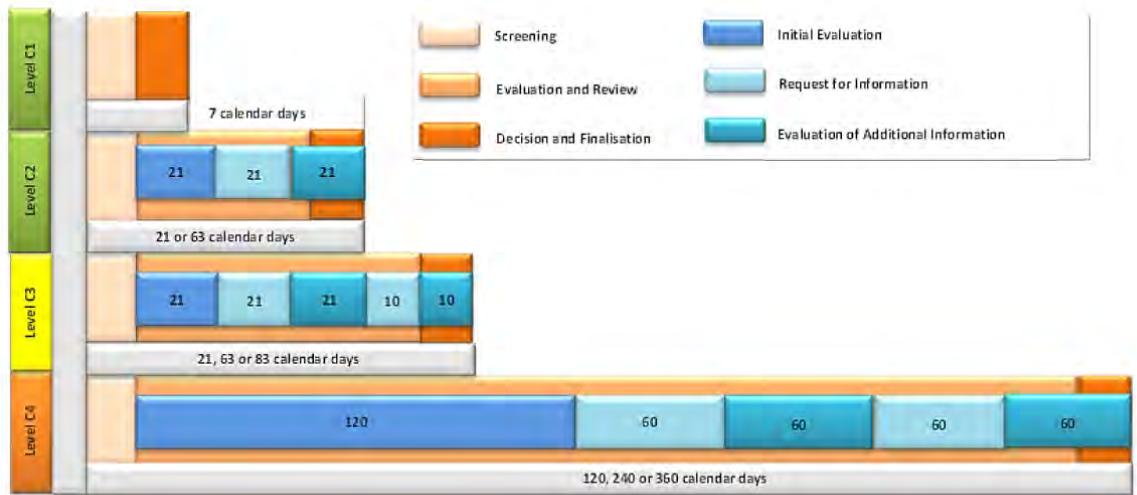 Level C1
Screening
Initial Evaluation
Evaluation and Review
Request for Information
7 calendar days
Decision and Finalisation
Evaluation of Additional Information
Level C2
21
21
21
21 or 63 calendar days
Level C3
21
21
21
10
10
21, 63 or 83 calendar days
Level C4
120
60
60
60
60
120, 240 or 360 calendar days